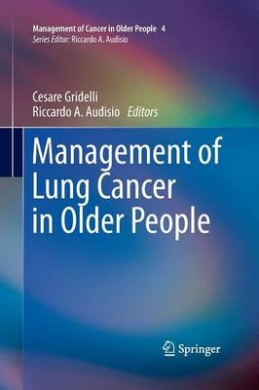 Management of Cancer in Older People 4
Series Editor: Riccardo A. Audisio
Cesare Gridelli
Riccardo A. Audisio Editors
Management of
Lung Cancer
in Older People
Springer